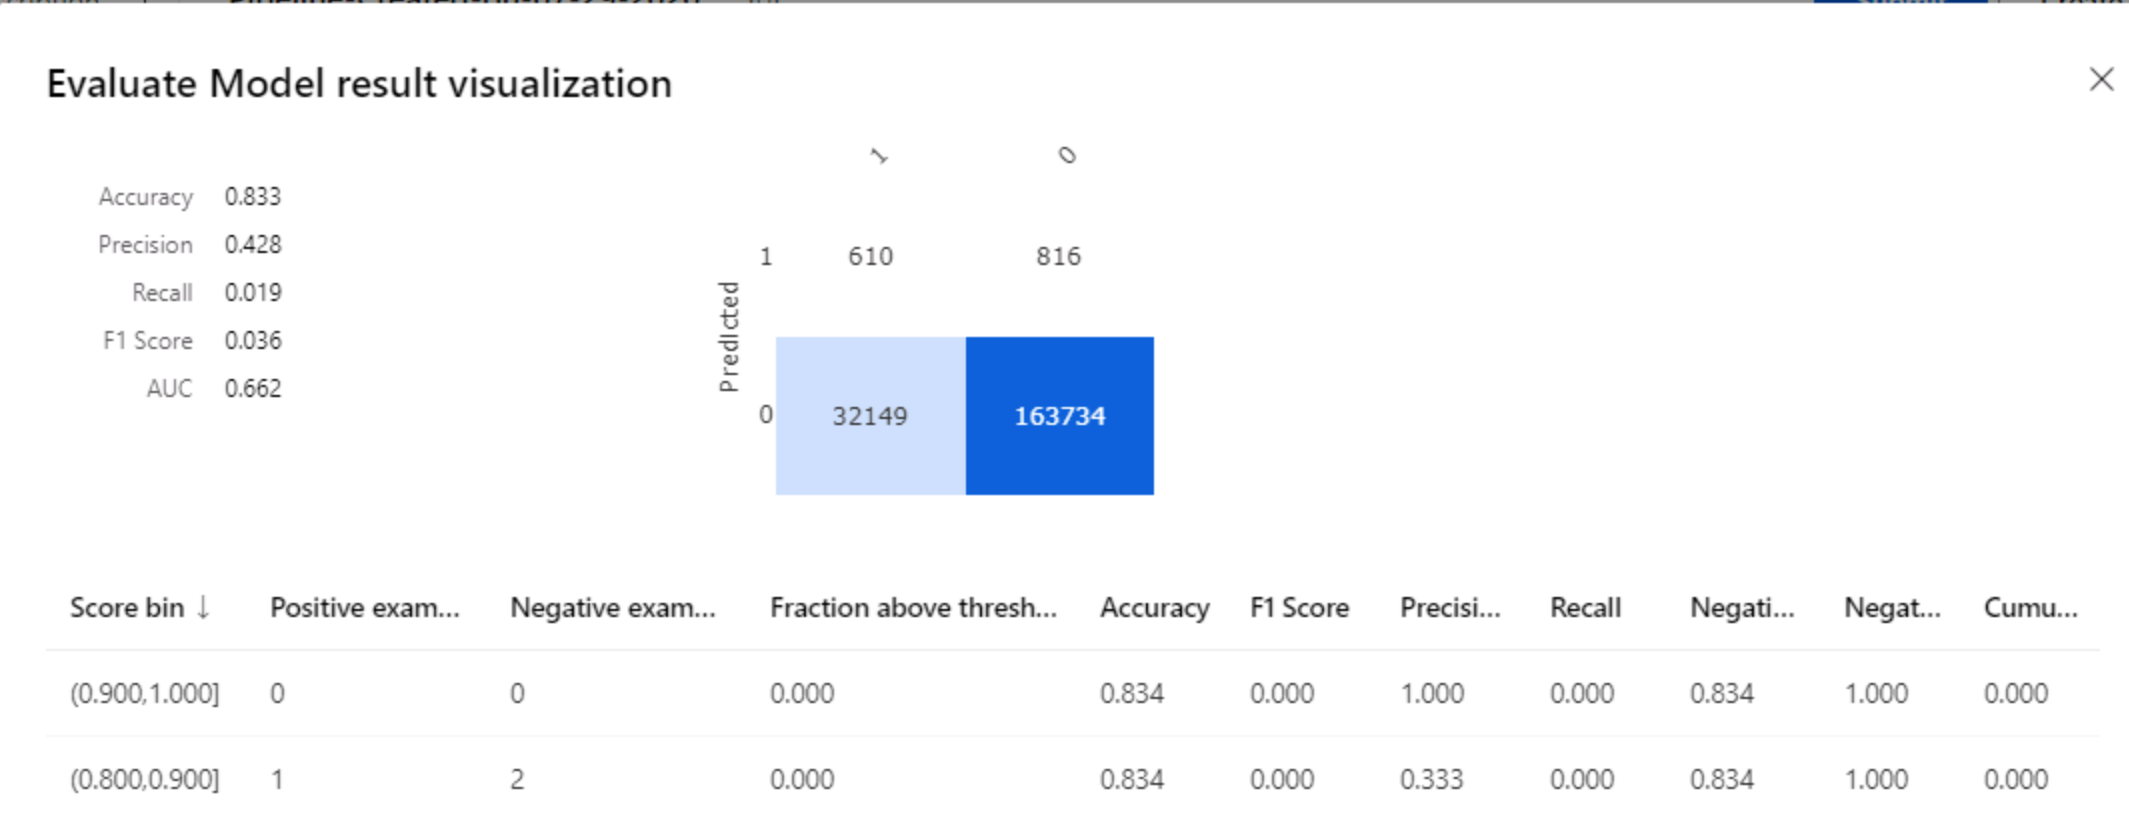 Evaluate Model result visualization
Accuracy 0.833
Precision 0.428
Recall 0.019
F1 Score 0.036
AUC 0.662
1 0
1 610 816
Predicted
0 32149 163734
Score bin ↓ Positive exam... Negative exam... Fraction above thresh... Accuracy F1 Score Precisi... Recall Negati... Negat... Cumu...
(0.900,1.000] 0 0 0.000 0.834 0.000 1.000 0.000 0.834 1.000 0.000
(0.800,0.900] 1 2 0.000 0.834 0.000 0.333 0.000 0.834 1.000 0.000